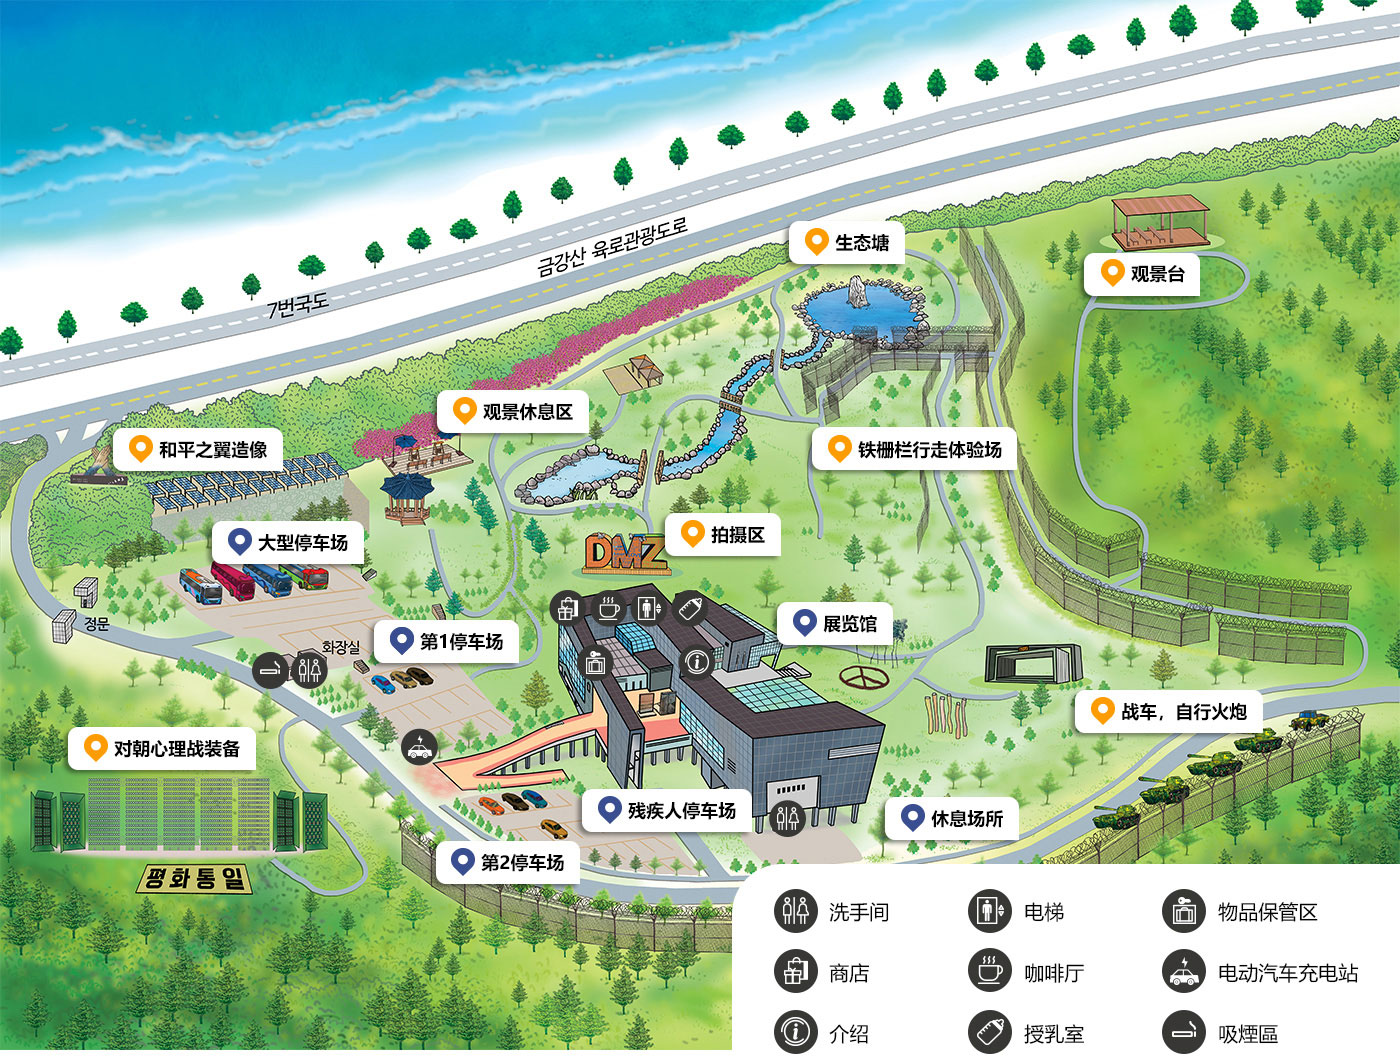 生态塘
观景台
금강산 육로관광도로
7번국도
观景休息区
和平之翼造像
铁栅栏行走体验场
大型停车场
拍摄区
DMZ
정문
화장실
第1停车场
展览馆
战车，自行火炮
对朝心理战装备
残疾人停车场
休息场所
第2停车场
평화통일
洗手间
电梯
物品保管区
商店
咖啡厅
电动汽车充电站
介绍
授乳室
吸煙區